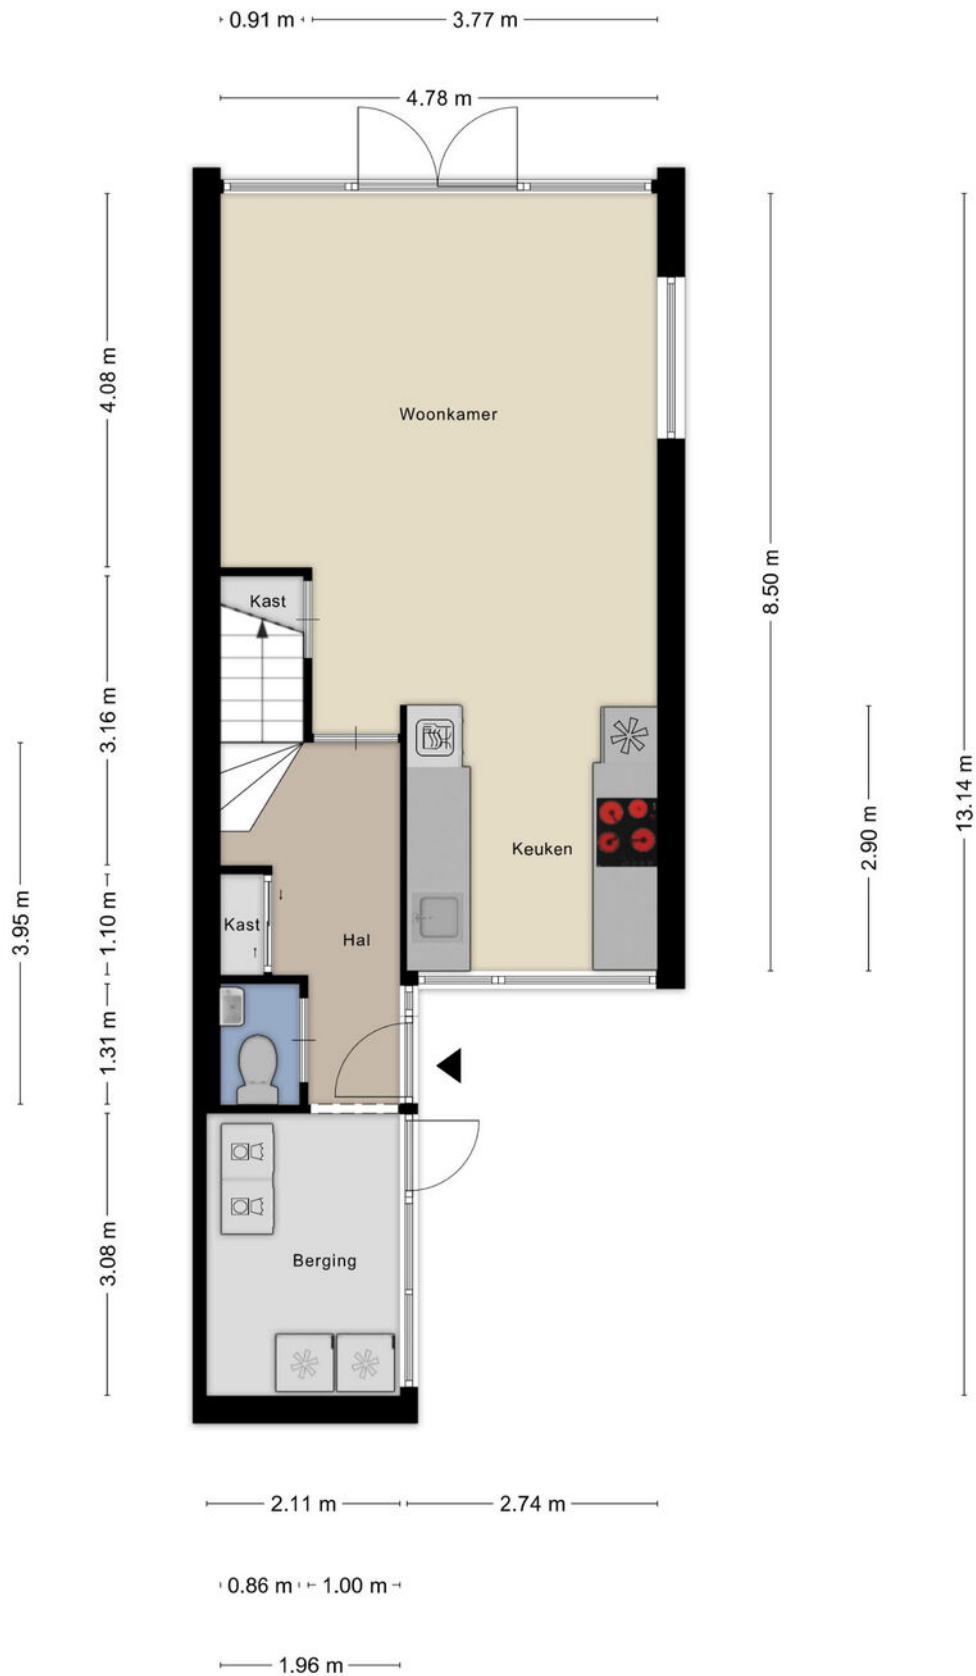 0.91 m
3.77 m
4.78 m
4.08 m
Woonkamer
8.50 m
Kast
3.16 m
13.14 m
2.90 m
Keuken
3.95 m
1.10 m
Kast
Hal
1.31 m
3.08 m
Berging
2.11 m
2.74 m
0.86 m
1.00 m
1.96 m